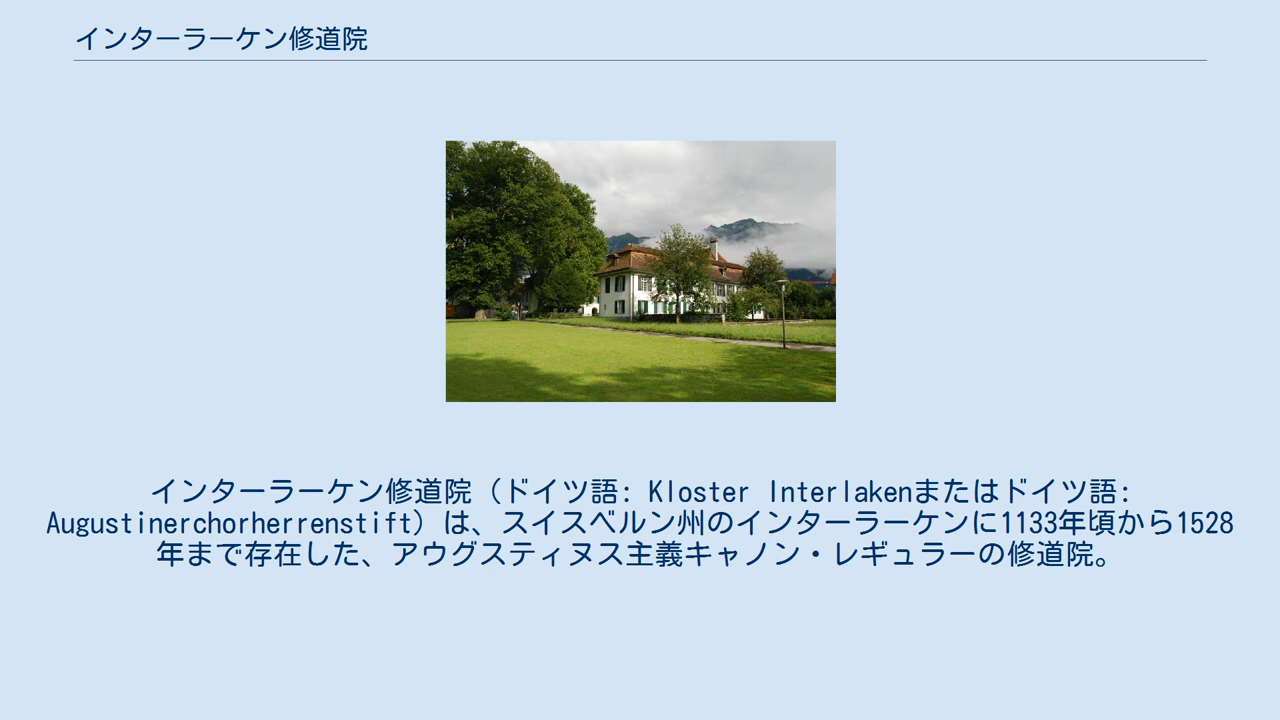 インターラーケン修道院
インターラーケン修道院（ドイツ語: Kloster Interlakenまたはドイツ語:
Augustinerchorherrenstift）は、スイスベルン州のインターラーケンに1133年頃から1528
年まで存在した、アウグスティヌス主義キャノン・レギュラーの修道院。